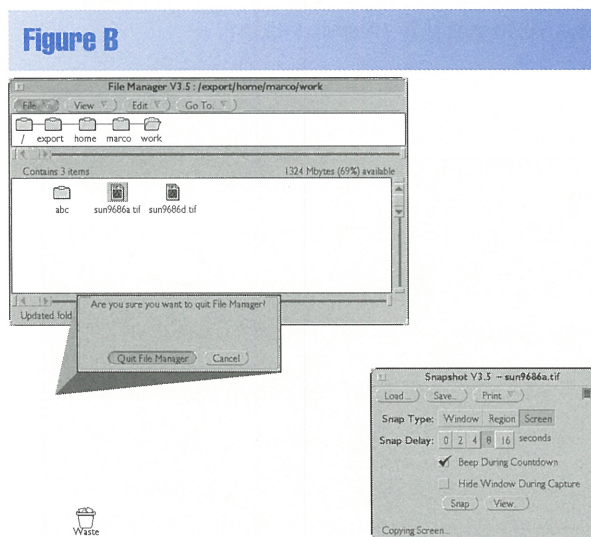 Figure B
File Manager V3.5 : /export/home/marco/work
File View Edit Go To:
/ export home marco work
Contains 3 items 1324 Mbytes (69%) available
abc sun9686a.tif sun9686d.tif
Updated fold
Are you sure you want to quit File Manager?
Quit File Manager Cancel
Snapshot V3.5 – sun9686a.tif
Load... Save... Print
Snap Type: Window Region Screen
Snap Delay: 0 2 4 8 16 seconds
Beep During Countdown
Hide Window During Capture
Snap View...
Copying Screen...
Waste